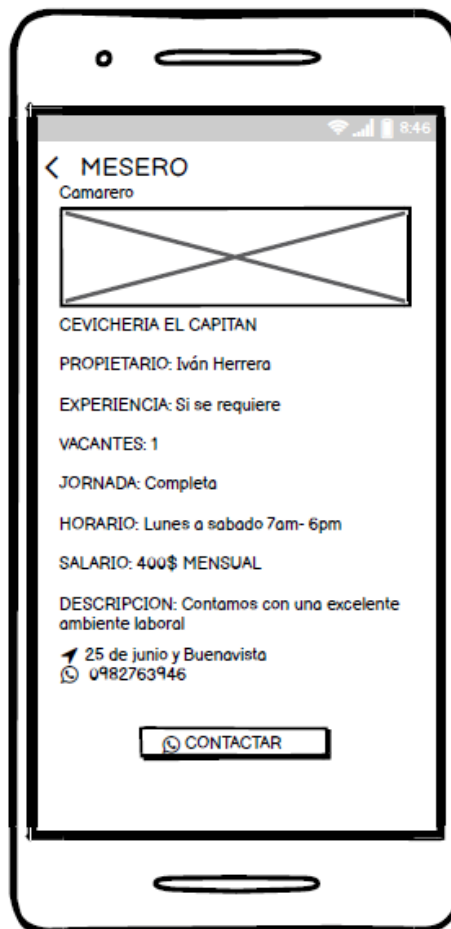 8:46
MESERO
Camarero
CEVICHERIA EL CAPITAN
PROPIETARIO: Iván Herrera
EXPERIENCIA: Si se requiere
VACANTES: 1
JORNADA: Completa
HORARIO: Lunes a sabado 7am- 6pm
SALARIO: 400$ MENSUAL
DESCRIPCION: Contamos con una excelente
ambiente laboral
25 de junio y Buenavista
0982763946
CONTACTAR